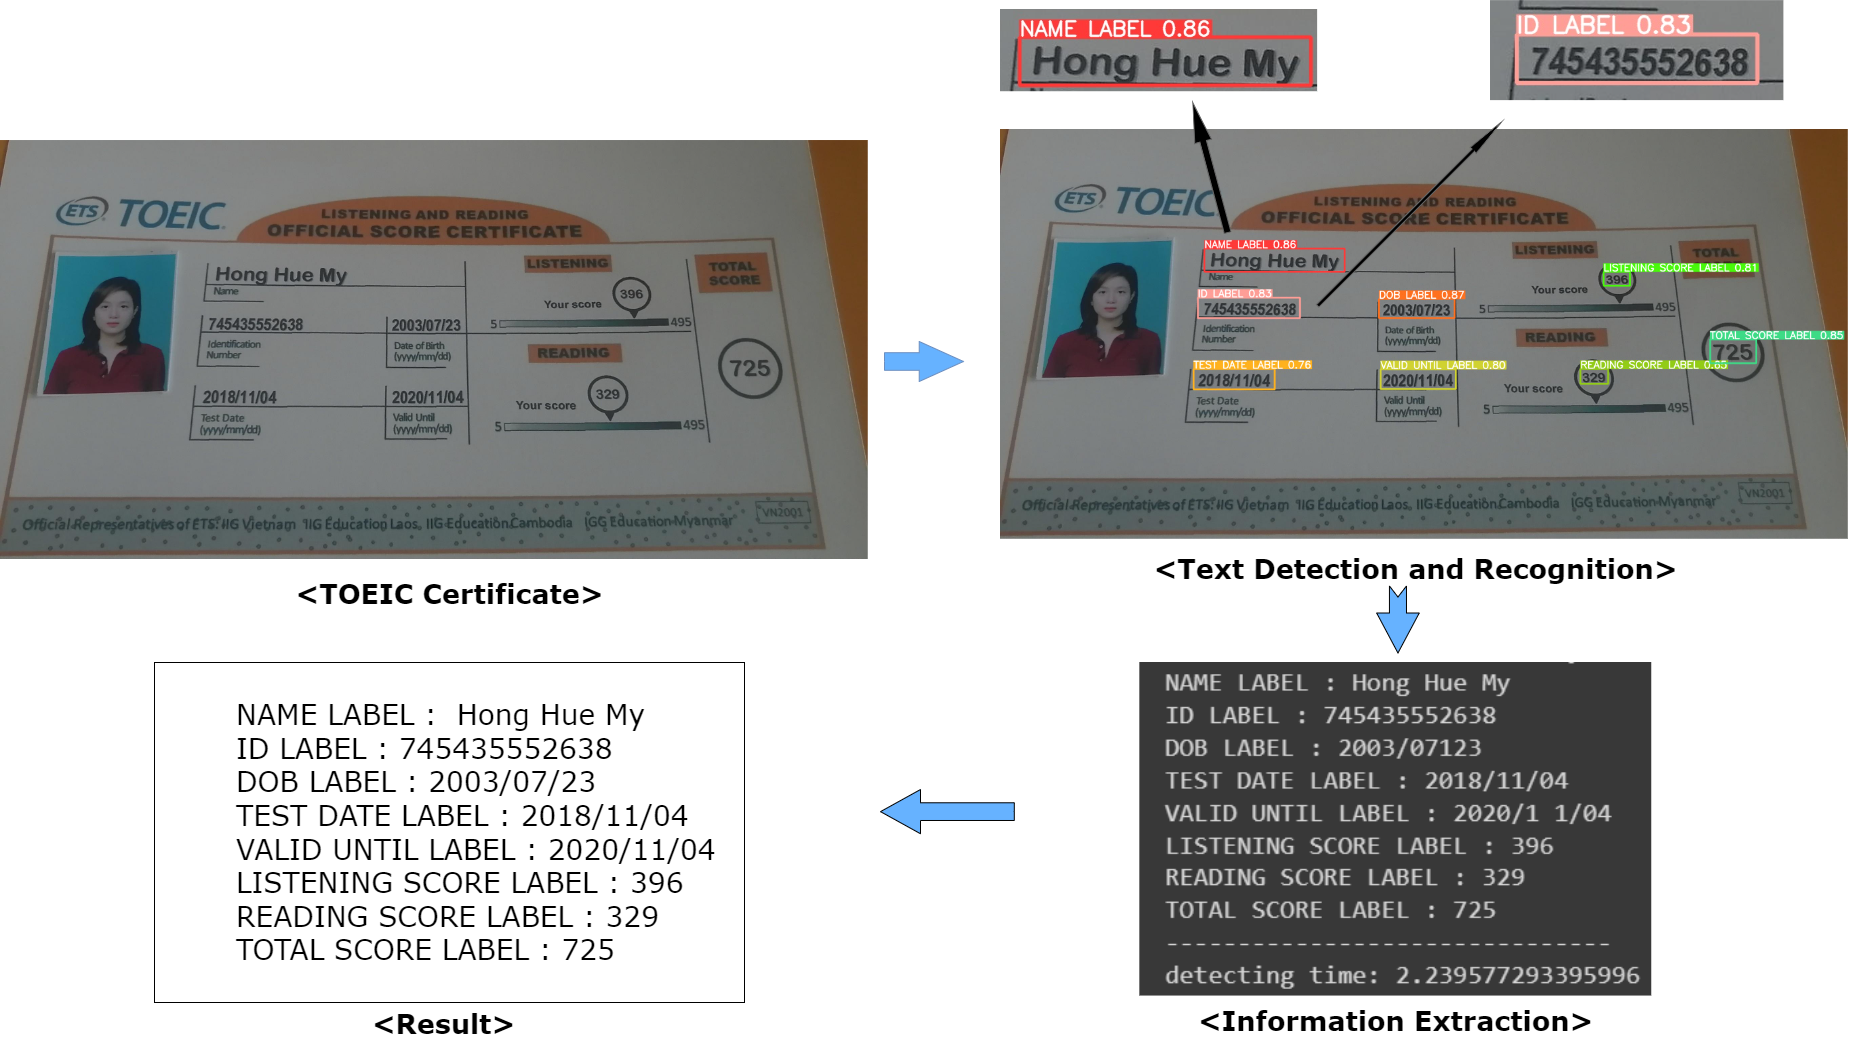 NAME LABEL 0.86
Hong Hue My
ID LABEL 0.83
745435552638
ETS TOEIC
LISTENING AND READING
OFFICIAL SCORE CERTIFICATE
Hong Hue My
Name
745435552638
Identification
Number
2003/07/23
Date of Birth
(yyyy/mm/dd)
2018/11/04
Test Date
(yyyy/mm/dd)
2020/11/04
Valid Until
(yyyy/mm/dd)
LISTENING
Your score
396
5
495
READING
Your score
329
5
495
TOTAL
SCORE
725
Official Representatives of ETS: IIG Vietnam IIG Education Laos, IIG Education Cambodia IGG Education Myanmar
VN20Q1
<TOEIC Certificate>
ETS TOEIC
LISTENING AND READING
OFFICIAL SCORE CERTIFICATE
NAME LABEL 0.86
Hong Hue My
Name
ID LABEL 0.83
745435552638
Identification
Number
DOB LABEL 0.87
2003/07/23
Date of Birth
(yyyy/mm/dd)
TEST DATE LABEL 0.76
2018/11/04
Test Date
(yyyy/mm/dd)
VALID UNTIL LABEL 0.80
2020/11/04
Valid Until
(yyyy/mm/dd)
LISTENING
LISTENING SCORE LABEL 0.81
Your score
396
5
495
READING
READING SCORE LABEL
Your score
329
5
495
TOTAL
TOTAL SCORE LABEL 0.85
725
Official Representatives of ETS: IIG Vietnam IIG Education Laos, IIG Education Cambodia IGG Education Myanmar
VN20Q1
<Text Detection and Recognition>
NAME LABEL : Hong Hue My
ID LABEL : 745435552638
DOB LABEL : 2003/07123
TEST DATE LABEL : 2018/11/04
VALID UNTIL LABEL : 2020/1 1/04
LISTENING SCORE LABEL : 396
READING SCORE LABEL : 329
TOTAL SCORE LABEL : 725
-------------------------------
detecting time: 2.239577293395996
<Information Extraction>
NAME LABEL :  Hong Hue My
ID LABEL : 745435552638
DOB LABEL : 2003/07/23
TEST DATE LABEL : 2018/11/04
VALID UNTIL LABEL : 2020/11/04
LISTENING SCORE LABEL : 396
READING SCORE LABEL : 329
TOTAL SCORE LABEL : 725
<Result>